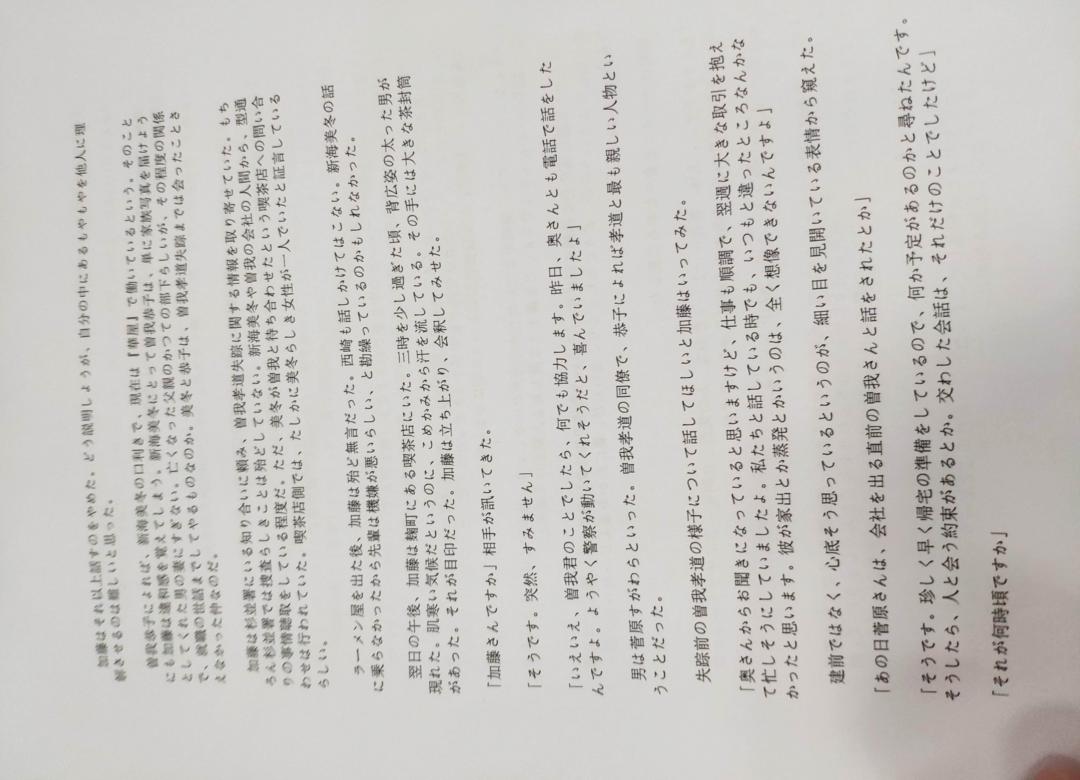 加藤はそれ以上話すのをやめた。どう説明しようが、自分の中にあるもやもやを他人に理
解させるのは難しいと思った。
曽我恭子によれば、新海美冬の口利きで、現在は『華屋』で働いているという。そのこと
にも加藤は違和感を覚えてしまう。新海美冬にとって曽我恭子は、単に家族写真を届けよう
としてくれた男の妻にすぎない。亡くなった父親のかつての部下らしいが、その程度の関係
で、就職の世話までしてやるものなのか。美冬と恭子は、曽我孝道失踪までは会ったことさ
えなかった仲なのだ。
加藤は杉並署にいる知り合いに頼み、曽我孝道失踪に関する情報を取り寄せていた。もち
ろん杉並署では捜査らしきことは殆どしていない。新海美冬や曽我の会社の人間から、型通
りの事情聴取をしている程度だ。ただ、美冬が曽我と待ち合わせたという喫茶店への問い合
わせは行われていた。喫茶店側では、たしかに美冬らしき女性が一人でいたと証言している
らしい。
ラーメン屋を出た後、加藤は殆ど無言だった。西崎も話しかけてはこない。新海美冬の話
に乗らなかったから先輩は機嫌が悪いらしい、と勘繰っているのかもしれなかった。
翌日の午後、加藤は麹町にある喫茶店にいた。三時を少し過ぎた頃、背広姿の太った男が
現れた。肌寒い気候だというのに、こめかみから汗を流している。その手には大きな茶封筒
があった。それが目印だった。加藤は立ち上がり、会釈してみせた。
「加藤さんですか」相手が訊いてきた。
「そうです。突然、すみません」
「いえいえ、曽我君のことでしたら、何でも協力します。昨日、奥さんとも電話で話をした
んですよ。ようやく警察が動いてくれそうだと、喜んでいましたよ」
男は菅原すがわらといった。曽我孝道の同僚で、恭子によれば孝道と最も親しい人物とい
うことだった。
失踪前の曽我孝道の様子について話してほしいと加藤はいってみた。
「奥さんからお聞きになっていると思いますけど、仕事も順調で、翌週に大きな取引を抱え
て忙しそうにしていましたよ。私たちと話している時でも、いつもと違ったところなんかな
かったと思います。彼が家出とか蒸発とかいうのは、全く想像できないんですよ」
建前ではなく、心底そう思っているというのが、細い目を見開いている表情から窺えた。
「あの日菅原さんは、会社を出る直前の曽我さんと話をされたとか」
「そうです。珍しく早く帰宅の準備をしているので、何か予定があるのかと尋ねたんです。
そうしたら、人と会う約束があるとか。交わした会話は、それだけのことでしたけど」
「それが何時頃ですか」